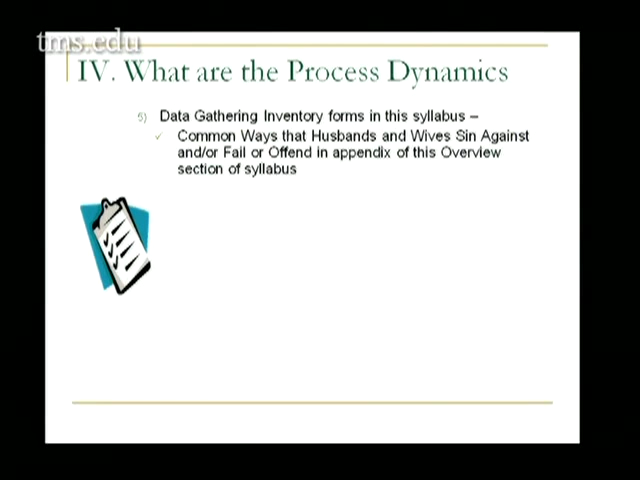 tms.edu
IV. What are the Process Dynamics
5) Data Gathering Inventory forms in this syllabus –
✓ Common Ways that Husbands and Wives Sin Against
and/or Fail or Offend in appendix of this Overview
section of syllabus